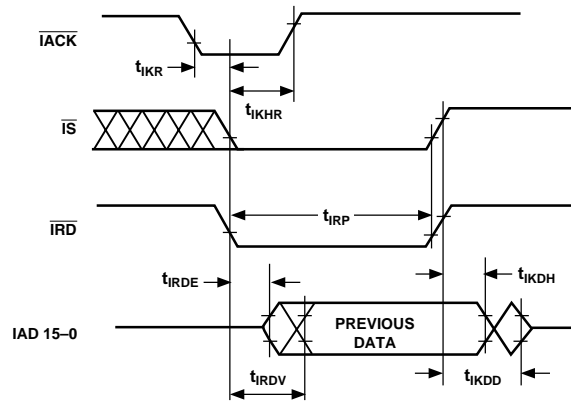 IACK
tIKR
tIKHR
IS
tIRP
IRD
tIRDE
tIKDH
IAD 15–0
PREVIOUS
DATA
tIRDV
tIKDD